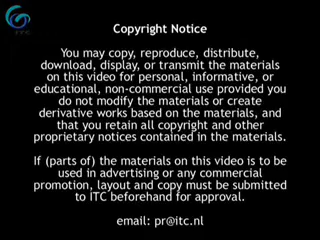 ITC
Copyright Notice
You may copy, reproduce, distribute,
download, display, or transmit the materials
on this video for personal, informative, or
educational, non-commercial use provided you
do not modify the materials or create
derivative works based on the materials, and
that you retain all copyright and other
proprietary notices contained in the materials.
If (parts of) the materials on this video is to be
used in advertising or any commercial
promotion, layout and copy must be submitted
to ITC beforehand for approval.
email: pr@itc.nl